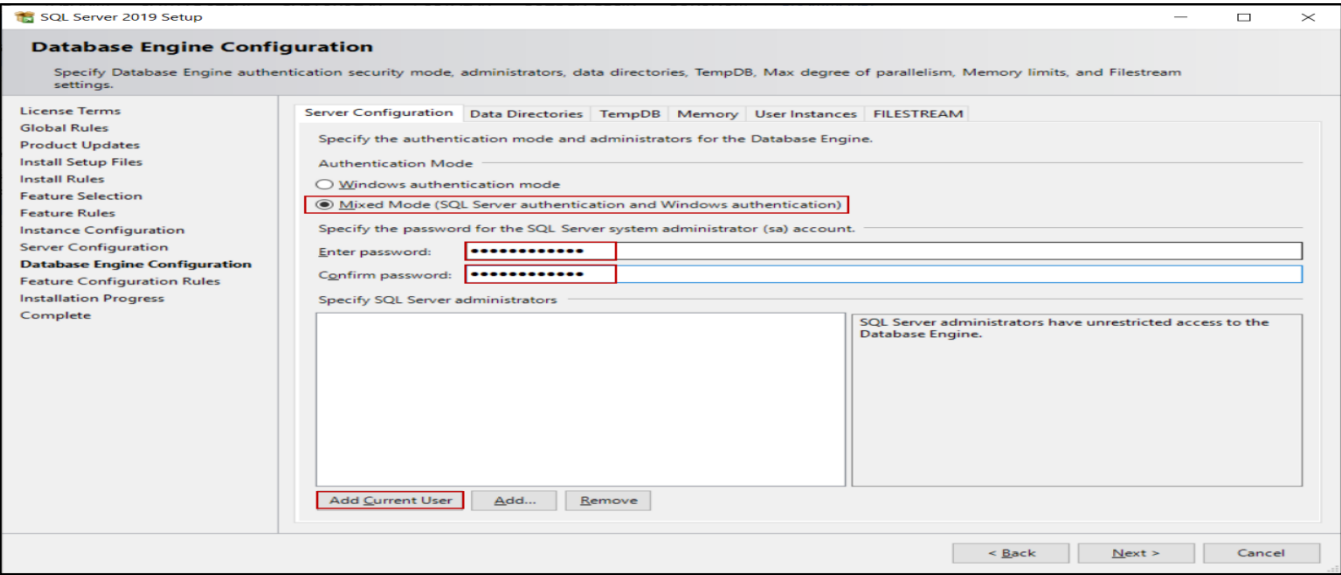 SQL Server 2019 Setup
Database Engine Configuration
Specify Database Engine authentication security mode, administrators, data directories, TempDB, Max degree of parallelism, Memory limits, and Filestream
settings.
License Terms
Global Rules
Product Updates
Install Setup Files
Install Rules
Feature Selection
Feature Rules
Instance Configuration
Server Configuration
Database Engine Configuration
Feature Configuration Rules
Installation Progress
Complete
Server Configuration Data Directories TempDB Memory User Instances FILESTREAM
Specify the authentication mode and administrators for the Database Engine.
Authentication Mode
Windows authentication mode
Mixed Mode (SQL Server authentication and Windows authentication)
Specify the password for the SQL Server system administrator (sa) account.
Enter password: ●●●●●●●●●●●●
Confirm password: ●●●●●●●●●●●●
Specify SQL Server administrators
SQL Server administrators have unrestricted access to the
Database Engine.
Add Current User Add... Remove
< Back Next > Cancel